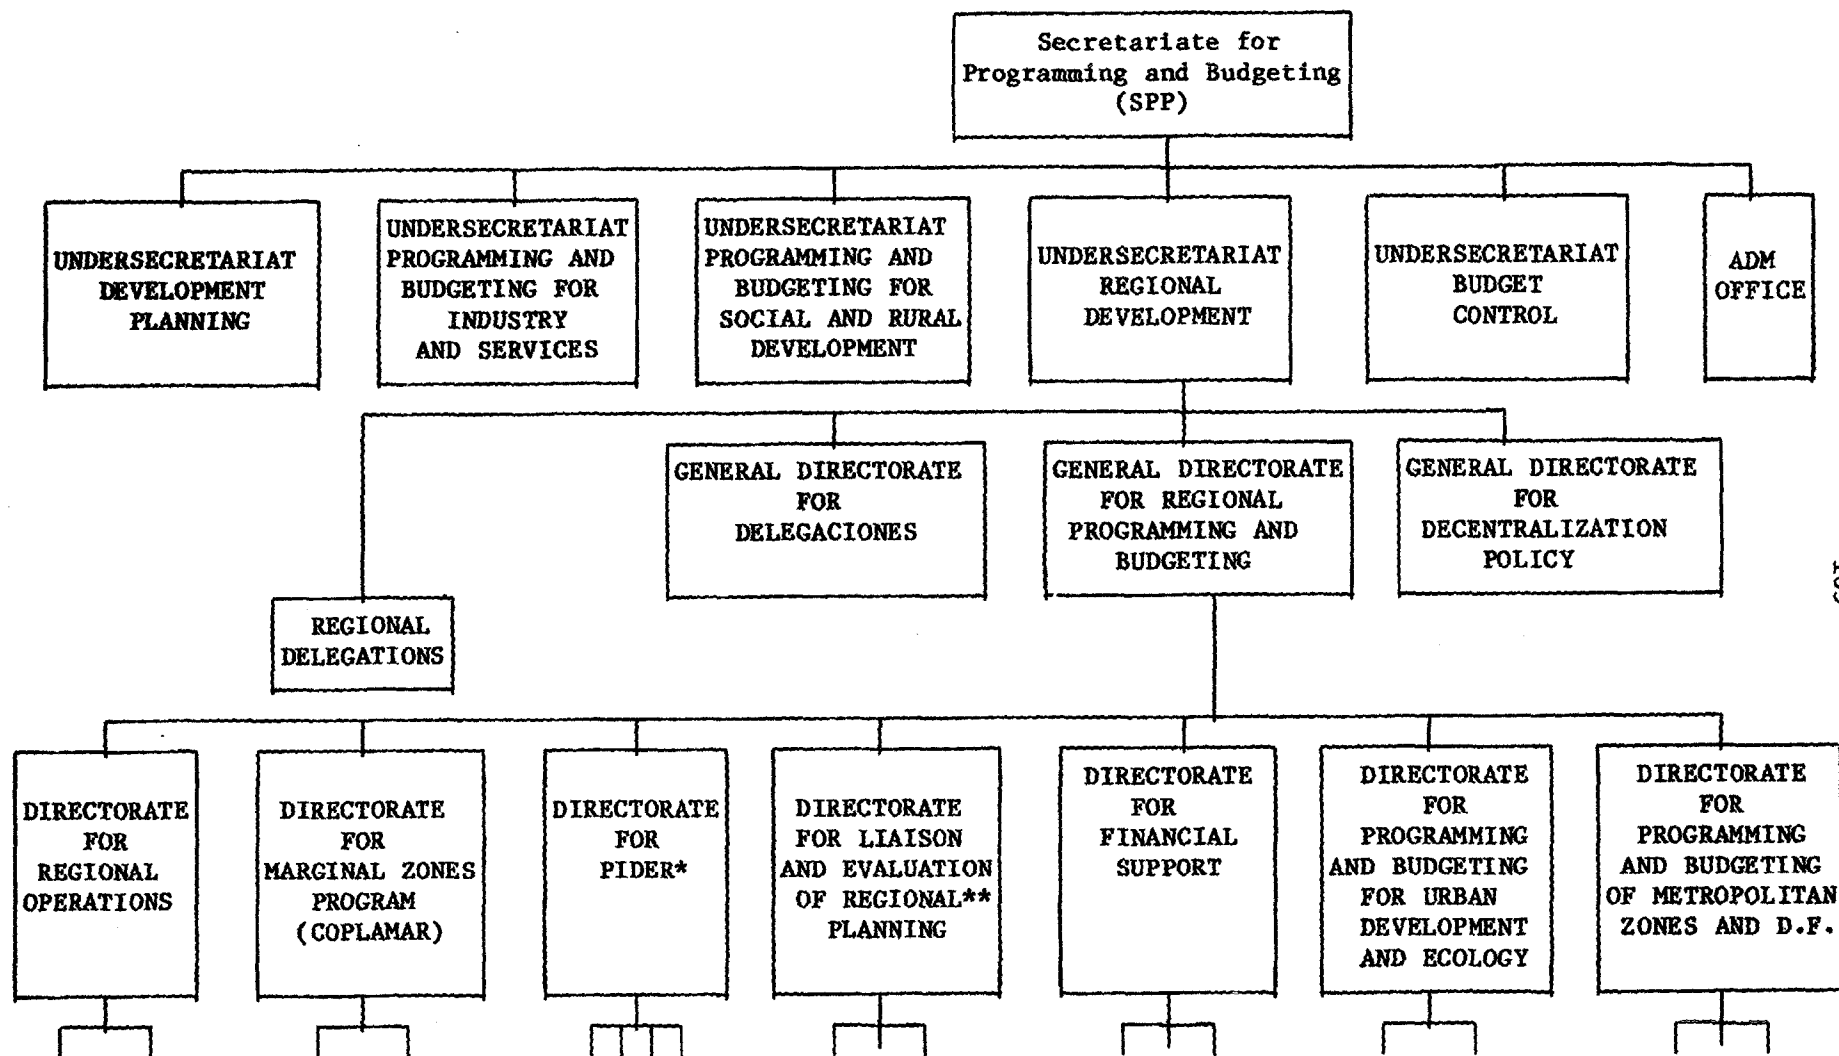 Secretariate for
Programming and Budgeting
(SPP)
UNDERSECRETARIAT
DEVELOPMENT
PLANNING
UNDERSECRETARIAT
PROGRAMMING AND
BUDGETING FOR
INDUSTRY
AND SERVICES
UNDERSECRETARIAT
PROGRAMMING AND
BUDGETING FOR
SOCIAL AND RURAL
DEVELOPMENT
UNDERSECRETARIAT
REGIONAL
DEVELOPMENT
UNDERSECRETARIAT
BUDGET
CONTROL
ADM
OFFICE
GENERAL DIRECTORATE
FOR
DELEGACIONES
GENERAL DIRECTORATE
FOR REGIONAL
PROGRAMMING AND
BUDGETING
GENERAL DIRECTORATE
FOR
DECENTRALIZATION
POLICY
REGIONAL
DELEGATIONS
DIRECTORATE
FOR
REGIONAL
OPERATIONS
DIRECTORATE
FOR
MARGINAL ZONES
PROGRAM
(COPLAMAR)
DIRECTORATE
FOR
PIDER*
DIRECTORATE
FOR LIAISON
AND EVALUATION
OF REGIONAL**
PLANNING
DIRECTORATE
FOR
FINANCIAL
SUPPORT
DIRECTORATE
FOR
PROGRAMMING
AND BUDGETING
FOR URBAN
DEVELOPMENT
AND ECOLOGY
DIRECTORATE
FOR
PROGRAMMING
AND BUDGETING
OF METROPOLITAN
ZONES AND D.F.